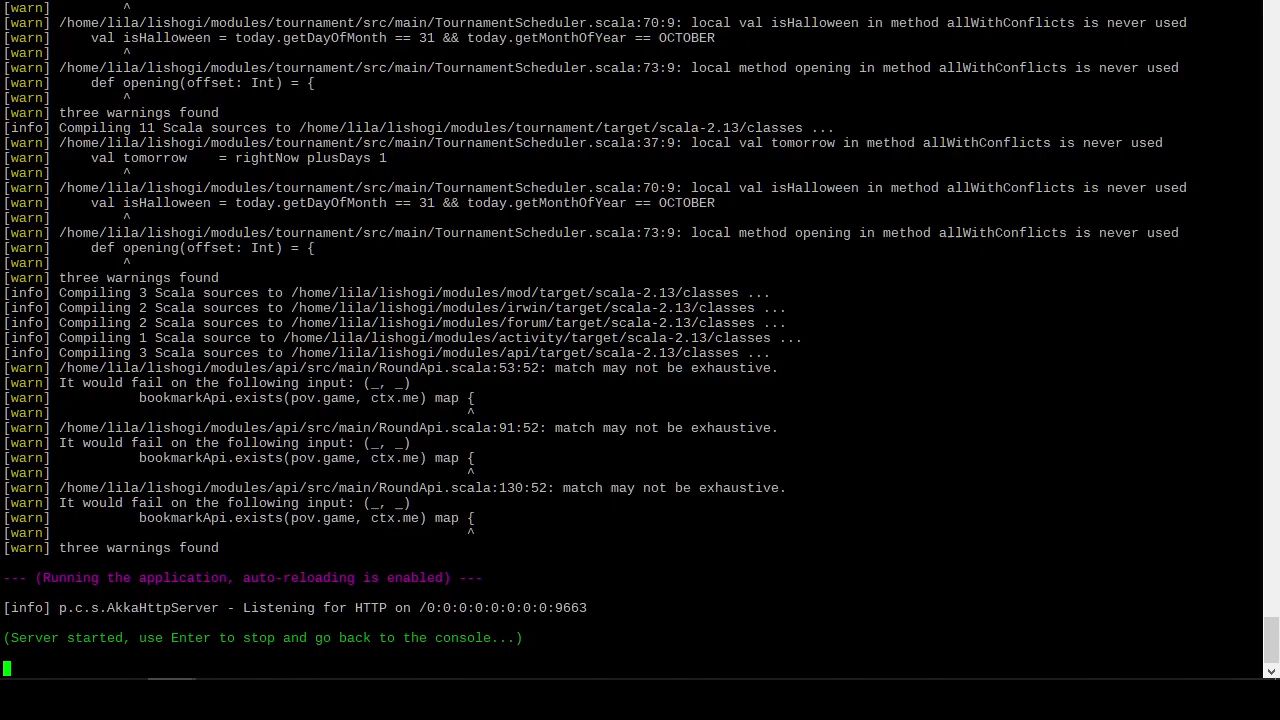 [warn]         ^
[warn] /home/lila/lishogi/modules/tournament/src/main/TournamentScheduler.scala:70:9: local val isHalloween in method allWithConflicts is never used
[warn]     val isHalloween = today.getDayOfMonth == 31 && today.getMonthOfYear == OCTOBER
[warn]         ^
[warn] /home/lila/lishogi/modules/tournament/src/main/TournamentScheduler.scala:73:9: local method opening in method allWithConflicts is never used
[warn]     def opening(offset: Int) = {
[warn]         ^
[warn] three warnings found
[info] Compiling 11 Scala sources to /home/lila/lishogi/modules/tournament/target/scala-2.13/classes ...
[warn] /home/lila/lishogi/modules/tournament/src/main/TournamentScheduler.scala:37:9: local val tomorrow in method allWithConflicts is never used
[warn]     val tomorrow    = rightNow plusDays 1
[warn]         ^
[warn] /home/lila/lishogi/modules/tournament/src/main/TournamentScheduler.scala:70:9: local val isHalloween in method allWithConflicts is never used
[warn]     val isHalloween = today.getDayOfMonth == 31 && today.getMonthOfYear == OCTOBER
[warn]         ^
[warn] /home/lila/lishogi/modules/tournament/src/main/TournamentScheduler.scala:73:9: local method opening in method allWithConflicts is never used
[warn]     def opening(offset: Int) = {
[warn]         ^
[warn] three warnings found
[info] Compiling 3 Scala sources to /home/lila/lishogi/modules/mod/target/scala-2.13/classes ...
[info] Compiling 2 Scala sources to /home/lila/lishogi/modules/irwin/target/scala-2.13/classes ...
[info] Compiling 2 Scala sources to /home/lila/lishogi/modules/forum/target/scala-2.13/classes ...
[info] Compiling 1 Scala source to /home/lila/lishogi/modules/activity/target/scala-2.13/classes ...
[info] Compiling 3 Scala sources to /home/lila/lishogi/modules/api/target/scala-2.13/classes ...
[warn] /home/lila/lishogi/modules/api/src/main/RoundApi.scala:53:52: match may not be exhaustive.
[warn] It would fail on the following input: (_, _)
[warn]           bookmarkApi.exists(pov.game, ctx.me) map {
[warn]                                                    ^
[warn] /home/lila/lishogi/modules/api/src/main/RoundApi.scala:91:52: match may not be exhaustive.
[warn] It would fail on the following input: (_, _)
[warn]           bookmarkApi.exists(pov.game, ctx.me) map {
[warn]                                                    ^
[warn] /home/lila/lishogi/modules/api/src/main/RoundApi.scala:130:52: match may not be exhaustive.
[warn] It would fail on the following input: (_, _)
[warn]           bookmarkApi.exists(pov.game, ctx.me) map {
[warn]                                                    ^
[warn] three warnings found
--- (Running the application, auto-reloading is enabled) ---
[info] p.c.s.AkkaHttpServer - Listening for HTTP on /0:0:0:0:0:0:0:0:9663
(Server started, use Enter to stop and go back to the console...)